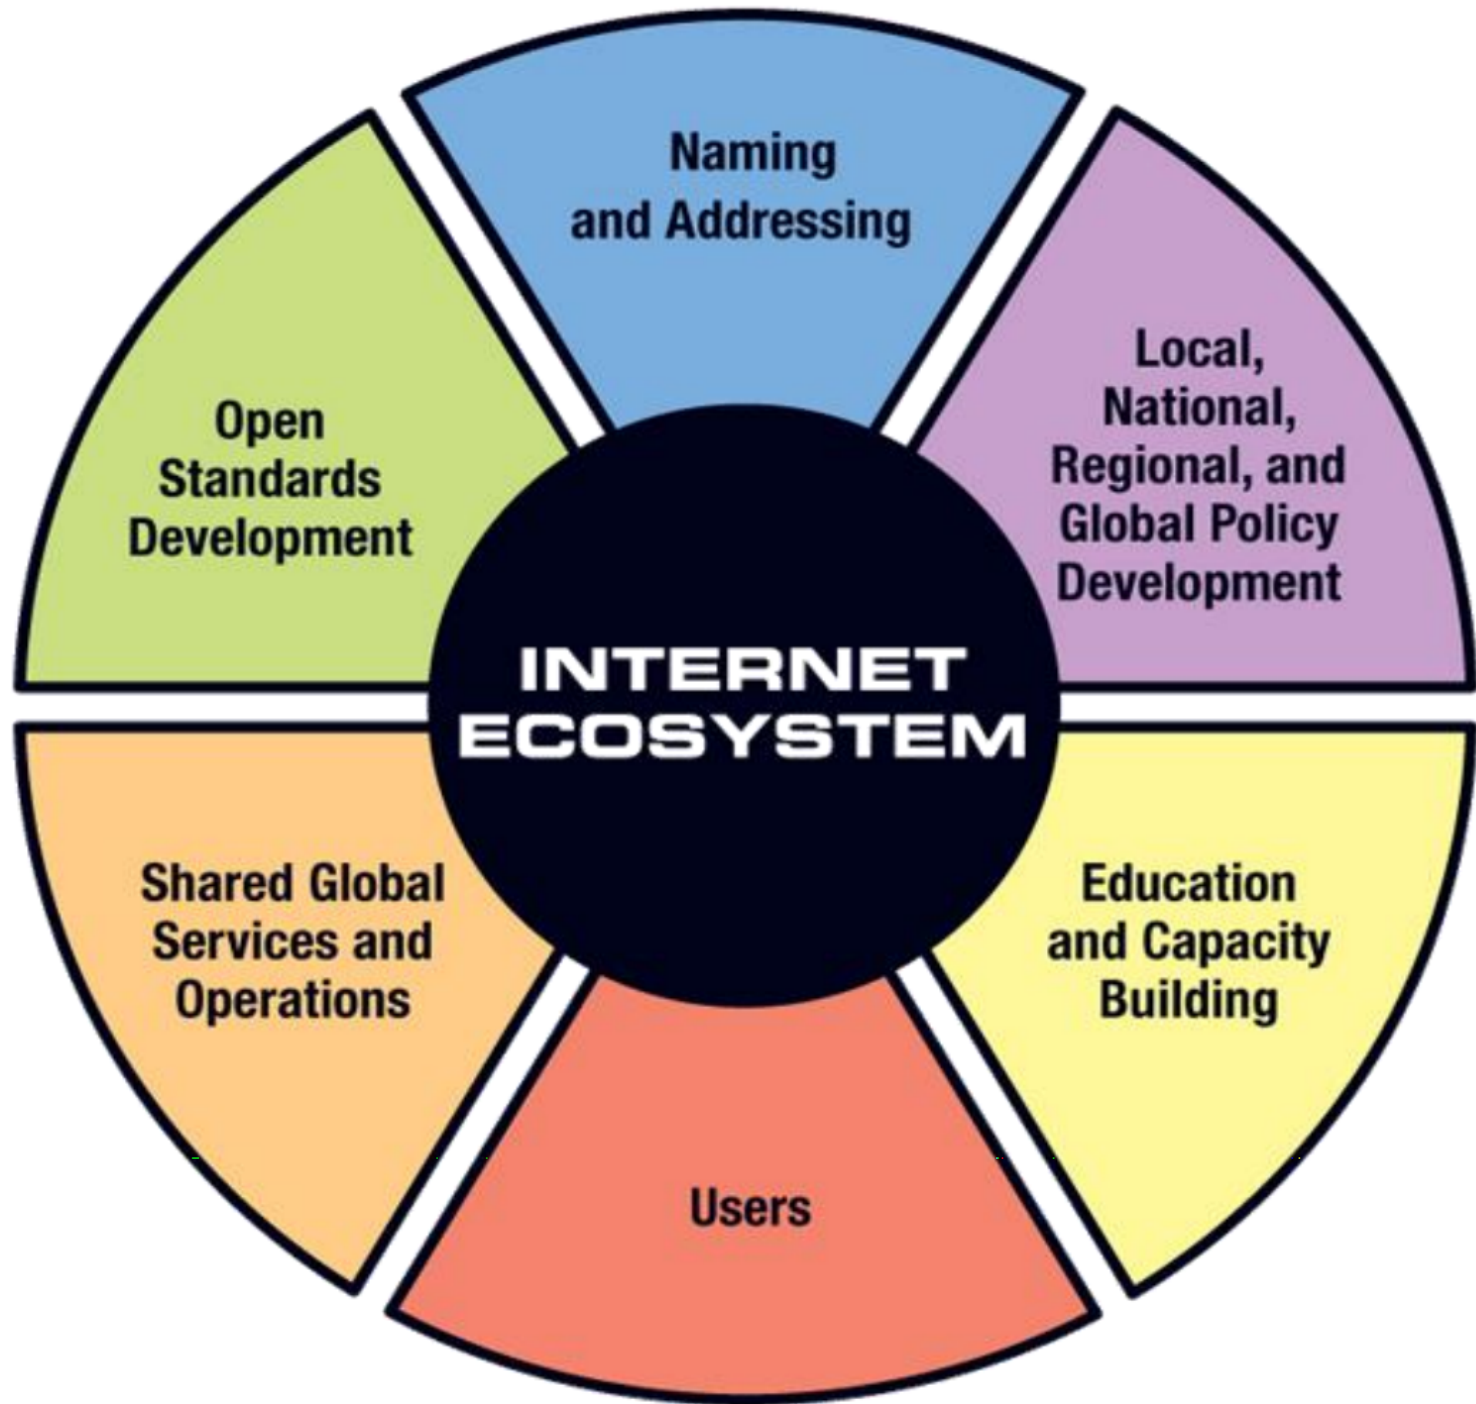 Naming
and Addressing
Local,
National,
Regional, and
Global Policy
Development
Open
Standards
Development
INTERNET
ECOSYSTEM
Shared Global
Services and
Operations
Education
and Capacity
Building
Users